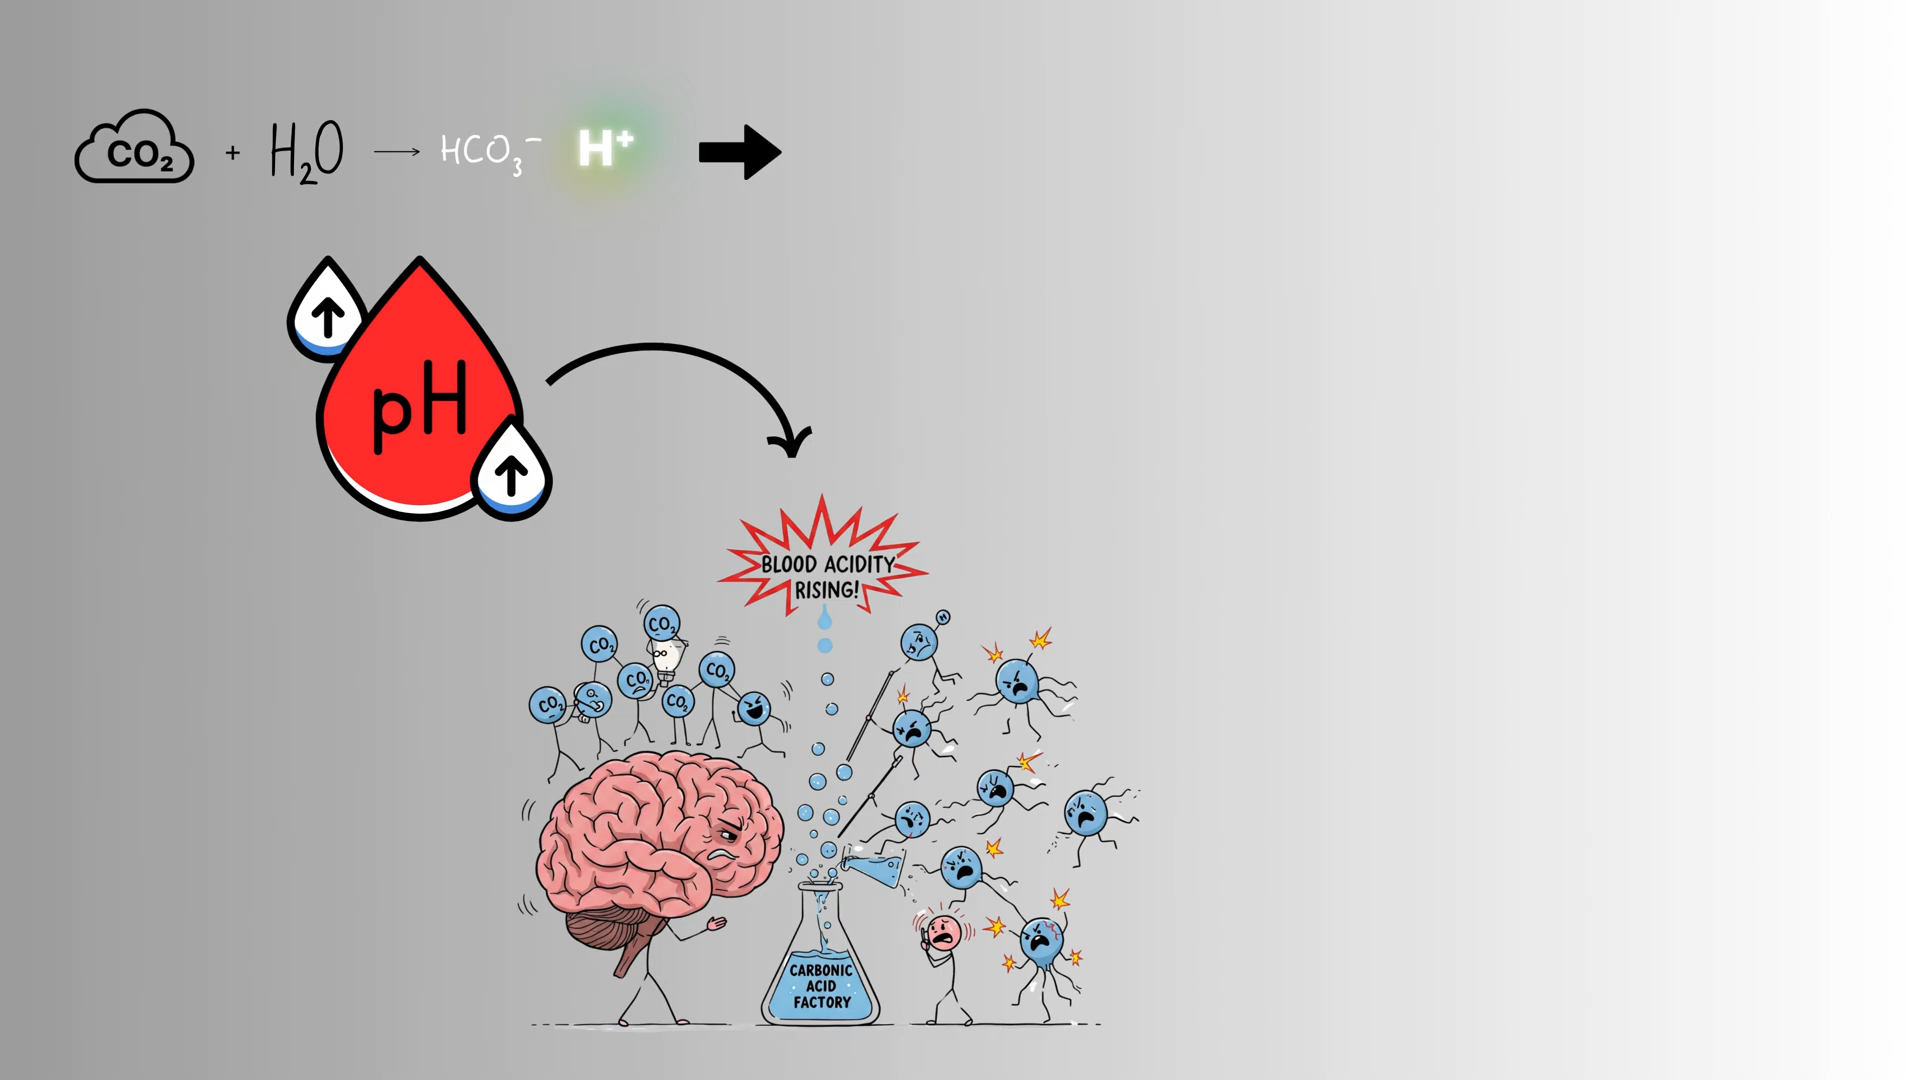 CO₂ + H₂O → HCO₃⁻ H⁺
pH
BLOOD ACIDITY
RISING!
CO₂
CO₂
CO₂
CO₂
CO₂
CO₂
H
CARBONIC
ACID
FACTORY